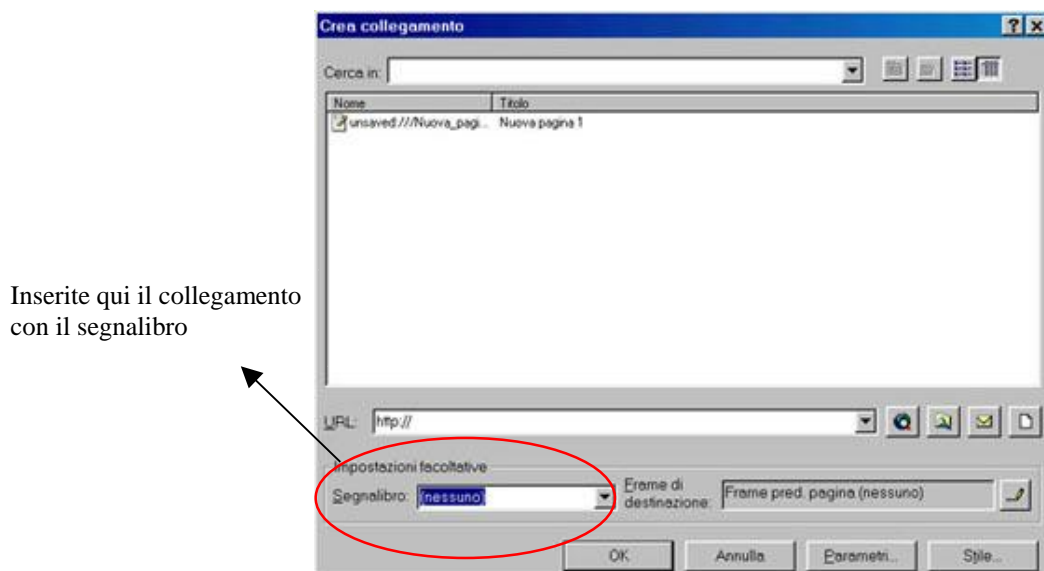 Crea collegamento
Cerca in:
Nome Titolo
unsaved:///Nuova_pagi... Nuova pagina 1
Inserite qui il collegamento
con il segnalibro
URL: http://
Impostazioni facoltative
Segnalibro: (nessuno) Frame di destinazione: Frame pred. pagina (nessuno)
OK Annulla Parametri... Stile...